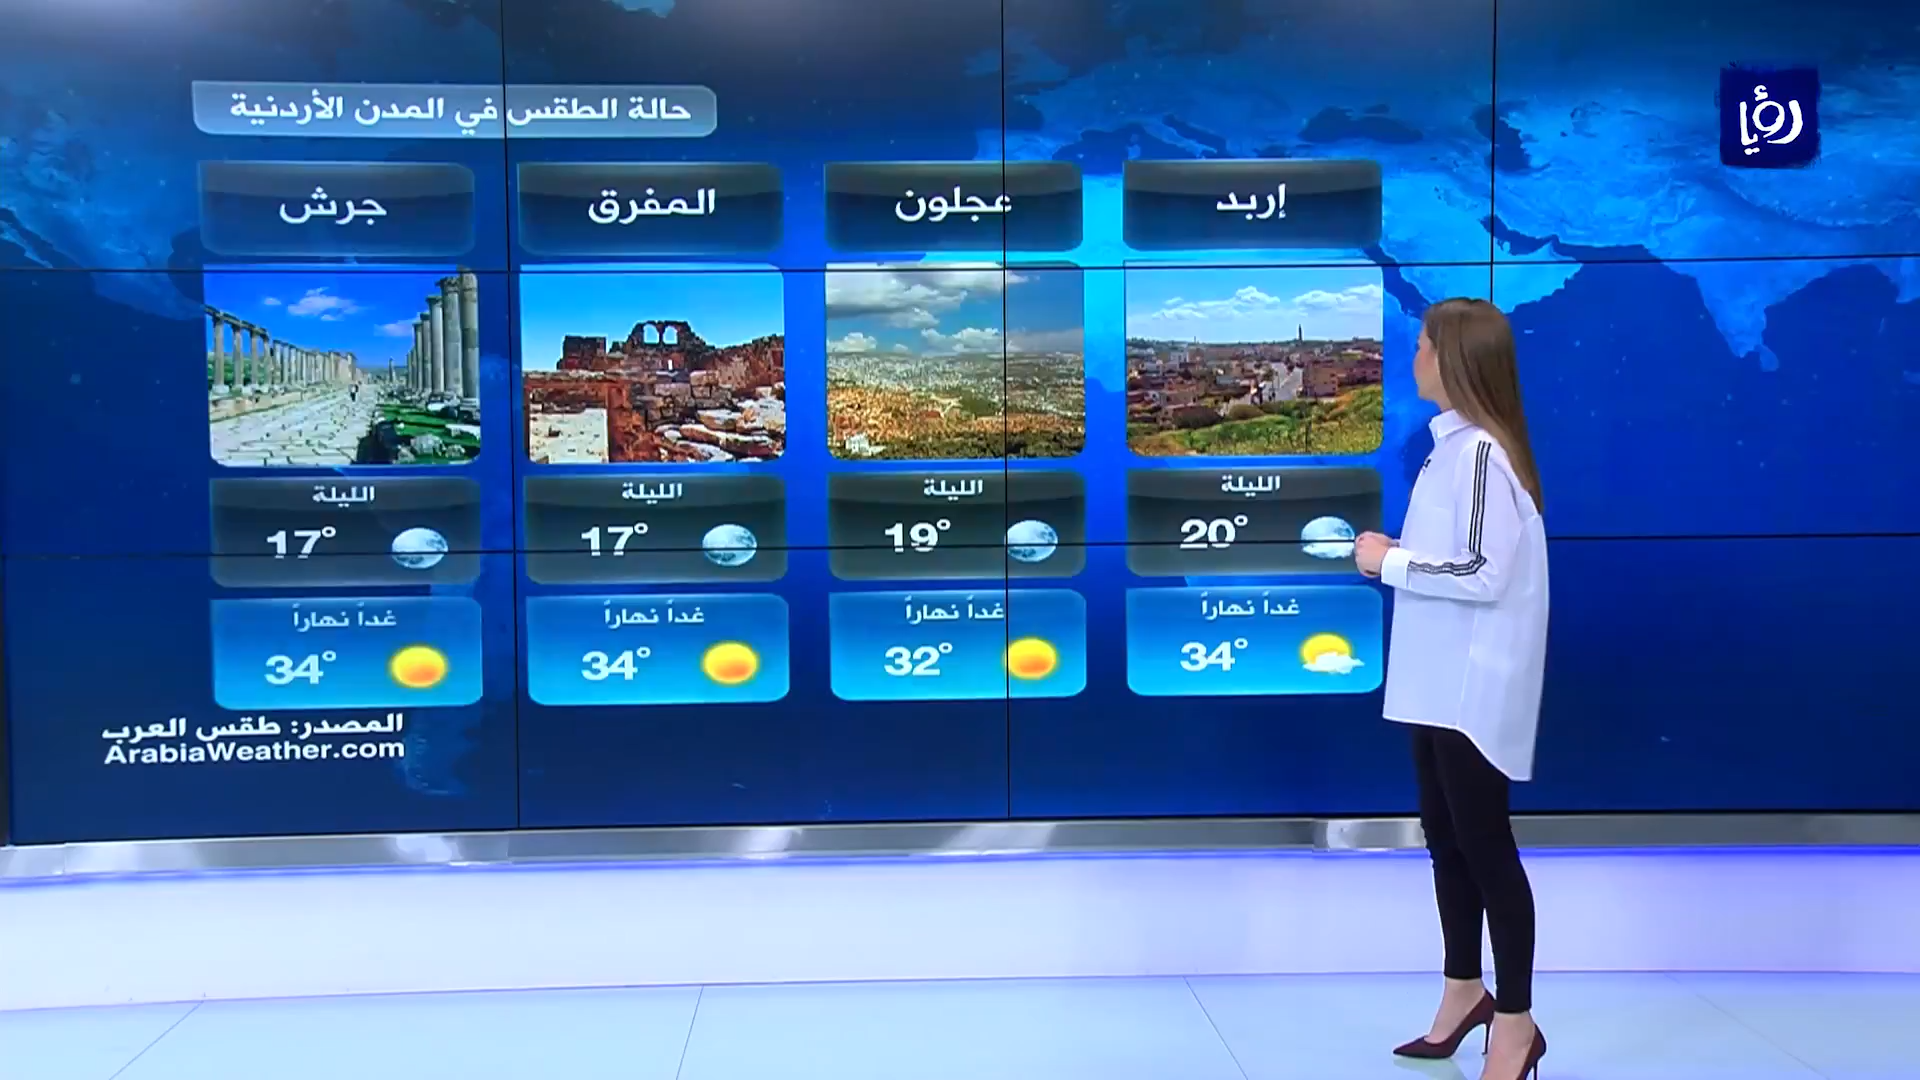 رؤيا
حالة الطقس في المدن الأردنية
إربد
عجلون
المفرق
جرش
الليلة
20°
الليلة
19°
الليلة
17°
الليلة
17°
غداً نهاراً
34°
غداً نهاراً
32°
غداً نهاراً
34°
غداً نهاراً
34°
المصدر: طقس العرب
ArabiaWeather.com